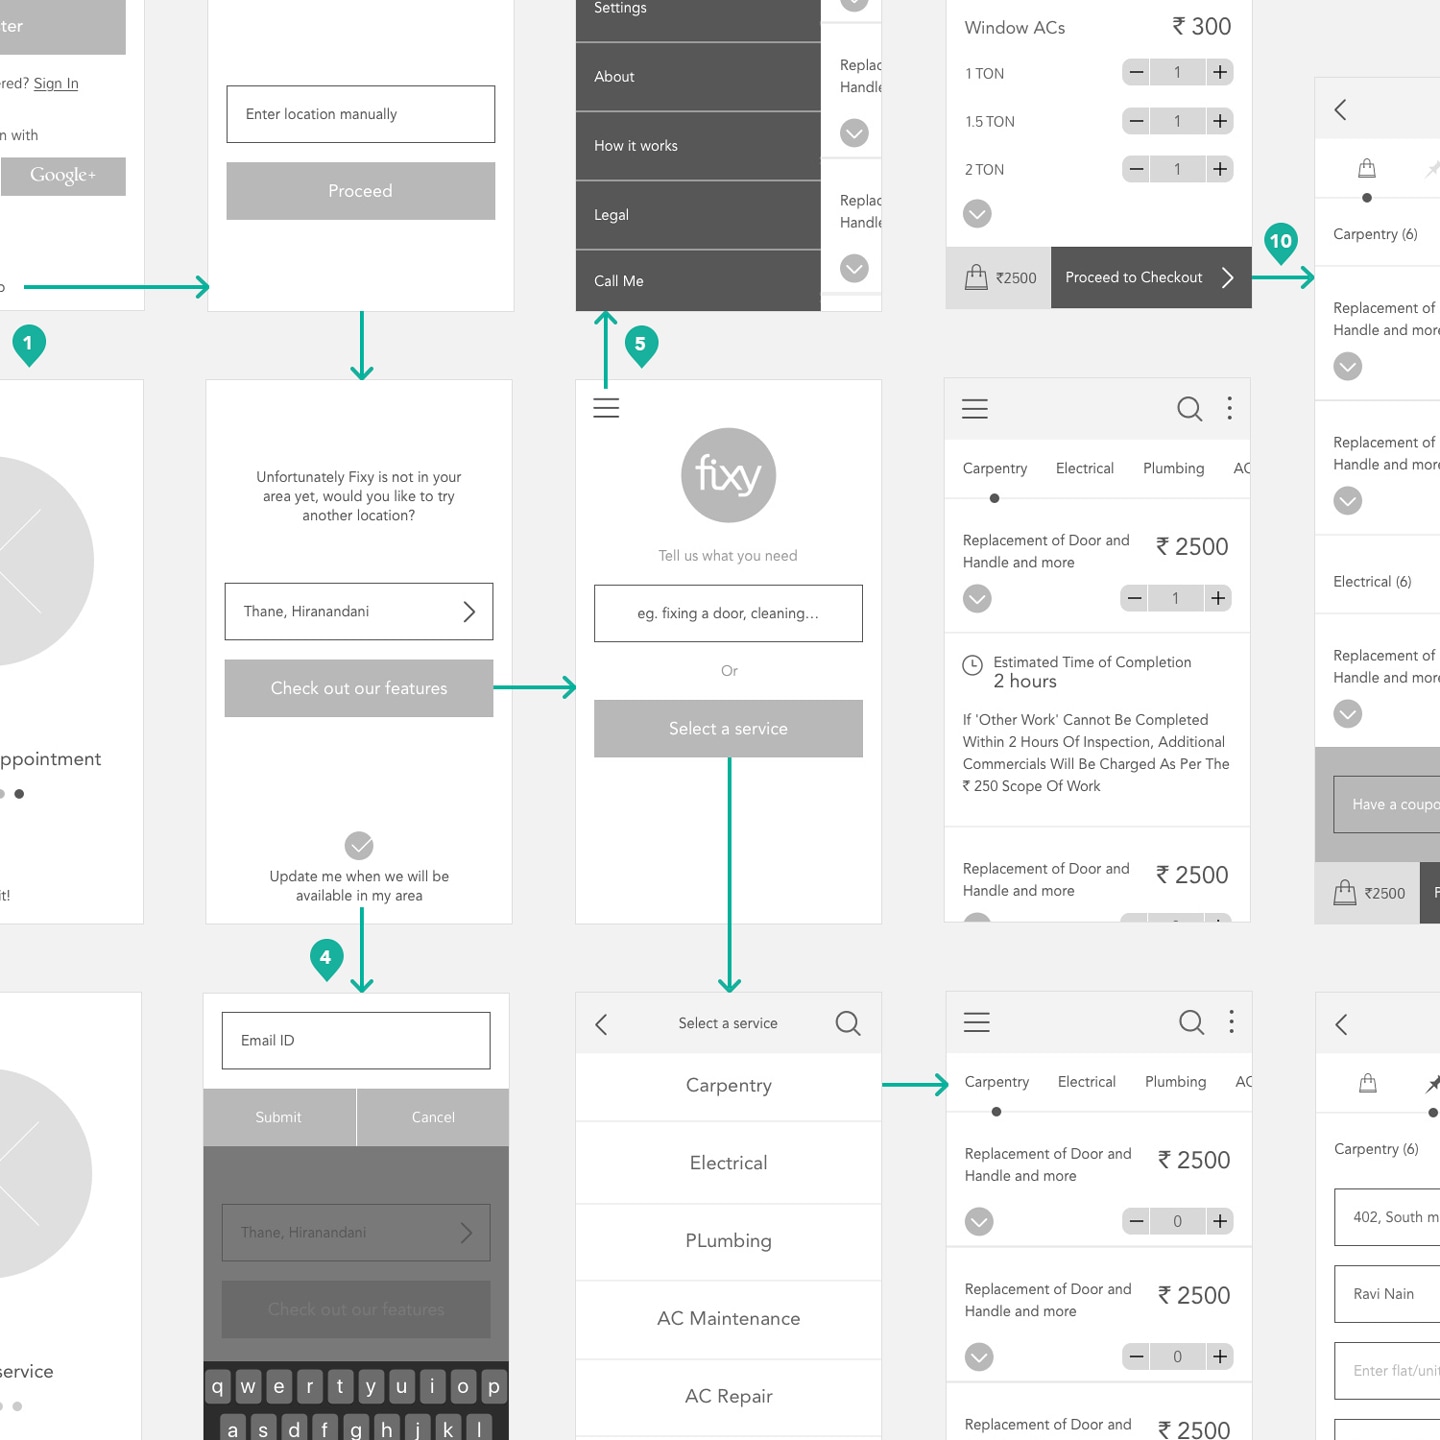 ter
red? Sign In
n with
Google+
o
1
ppointment
it!
service
Enter location manually
Proceed
Unfortunately Fixy is not in your
area yet, would you like to try
another location?
Thane, Hiranandani
Check out our features
Update me when we will be
available in my area
4
Email ID
Submit
Cancel
Thane, Hiranandani
Check out our features
q w e r t y u i o p
a s d f g h j k l
Settings
About
How it works
Legal
Call Me
Replac
Handle
Replac
Handle
5
fixy
Tell us what you need
eg. fixing a door, cleaning...
Or
Select a service
Select a service
Carpentry
Electrical
PLumbing
AC Maintenance
AC Repair
Window ACs ₹ 300
1 TON 1
1.5 TON 1
2 TON 1
₹2500 Proceed to Checkout
10
Carpentry Electrical Plumbing AC
Replacement of Door and
Handle and more
₹ 2500
1
Estimated Time of Completion
2 hours
If 'Other Work' Cannot Be Completed
Within 2 Hours Of Inspection, Additional
Commercials Will Be Charged As Per The
₹ 250 Scope Of Work
Replacement of Door and
Handle and more
₹ 2500
Carpentry Electrical Plumbing AC
Replacement of Door and
Handle and more
₹ 2500
0
Replacement of Door and
Handle and more
₹ 2500
0
Replacement of Door and
₹ 2500
Carpentry (6)
Replacement of
Handle and more
Replacement of
Handle and more
Electrical (6)
Replacement of
Handle and more
Have a coupo
₹2500
Carpentry (6)
402, South m
Ravi Nain
Enter flat/unit